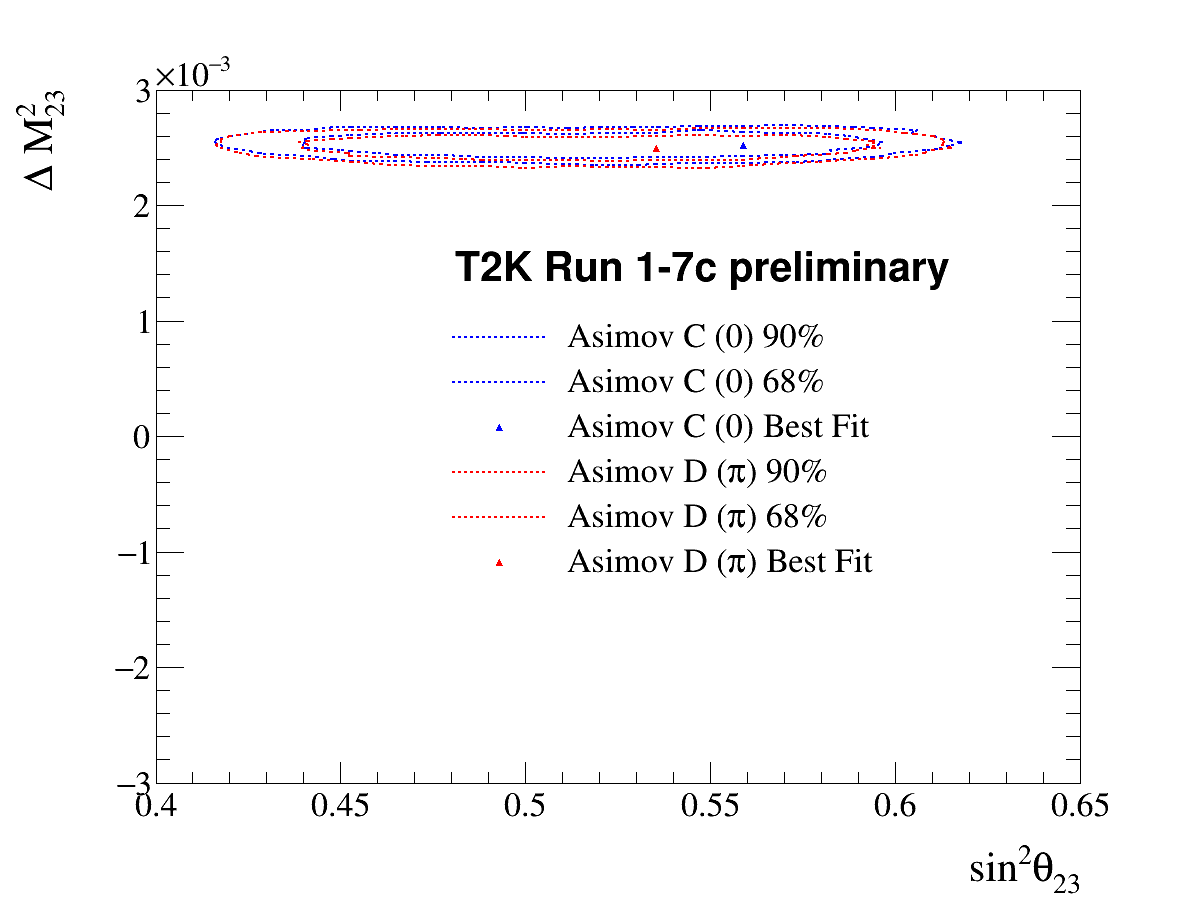 ×10⁻³
Δ M²₂₃
3
2
1
0
−1
−2
−3
T2K Run 1-7c preliminary
Asimov C (0) 90%
Asimov C (0) 68%
Asimov C (0) Best Fit
Asimov D (π) 90%
Asimov D (π) 68%
Asimov D (π) Best Fit
0.4 0.45 0.5 0.55 0.6 0.65
sin²θ₂₃